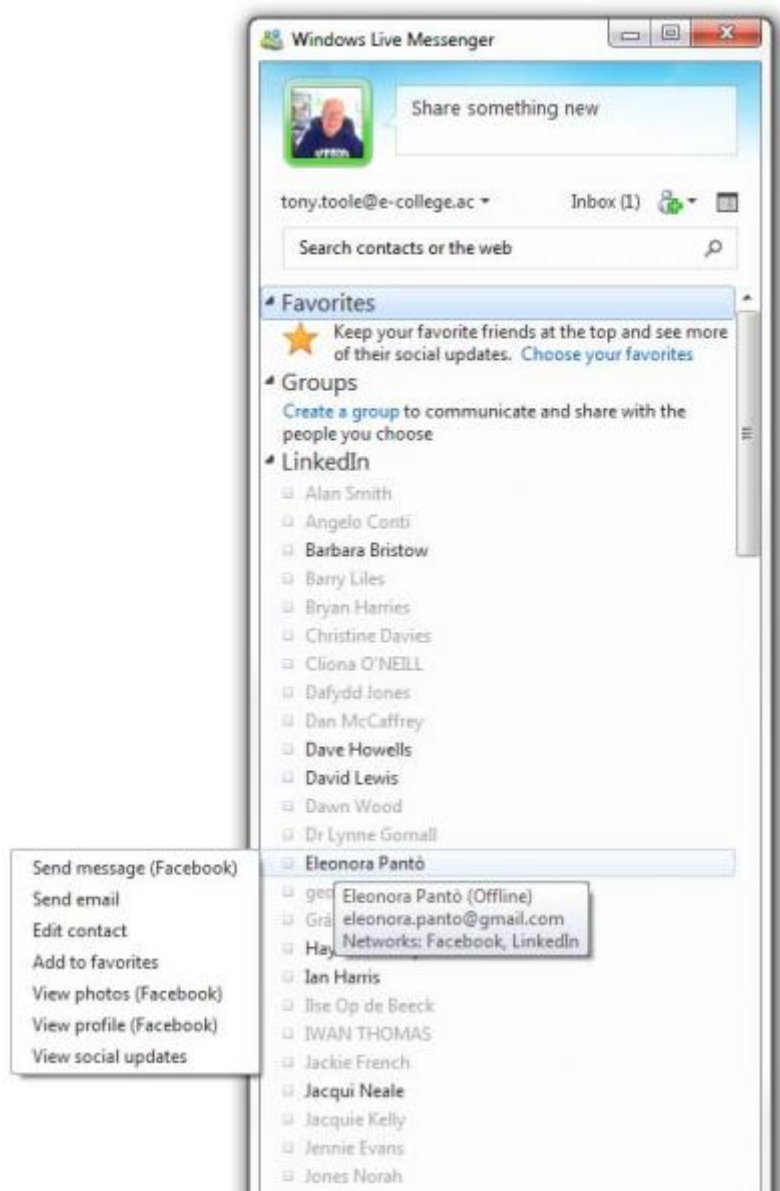 Windows Live Messenger
Share something new
tony.toole@e-college.ac
Inbox (1)
Search contacts or the web
Favorites
Keep your favorite friends at the top and see more
of their social updates. Choose your favorites
Groups
Create a group to communicate and share with the
people you choose
LinkedIn
Alan Smith
Angelo Conti
Barbara Bristow
Barry Liles
Bryan Harries
Christine Davies
Cliona O'NEILL
Dafydd Jones
Dan McCaffrey
Dave Howells
David Lewis
Dawn Wood
Dr Lynne Gornall
Eleonora Pantò
Eleonora Pantò (Offline)
eleonora.panto@gmail.com
Networks: Facebook, LinkedIn
Ian Harris
Ilse Op de Beeck
IWAN THOMAS
Jackie French
Jacqui Neale
Jacquie Kelly
Jennie Evans
Jones Norah
Send message (Facebook)
Send email
Edit contact
Add to favorites
View photos (Facebook)
View profile (Facebook)
View social updates